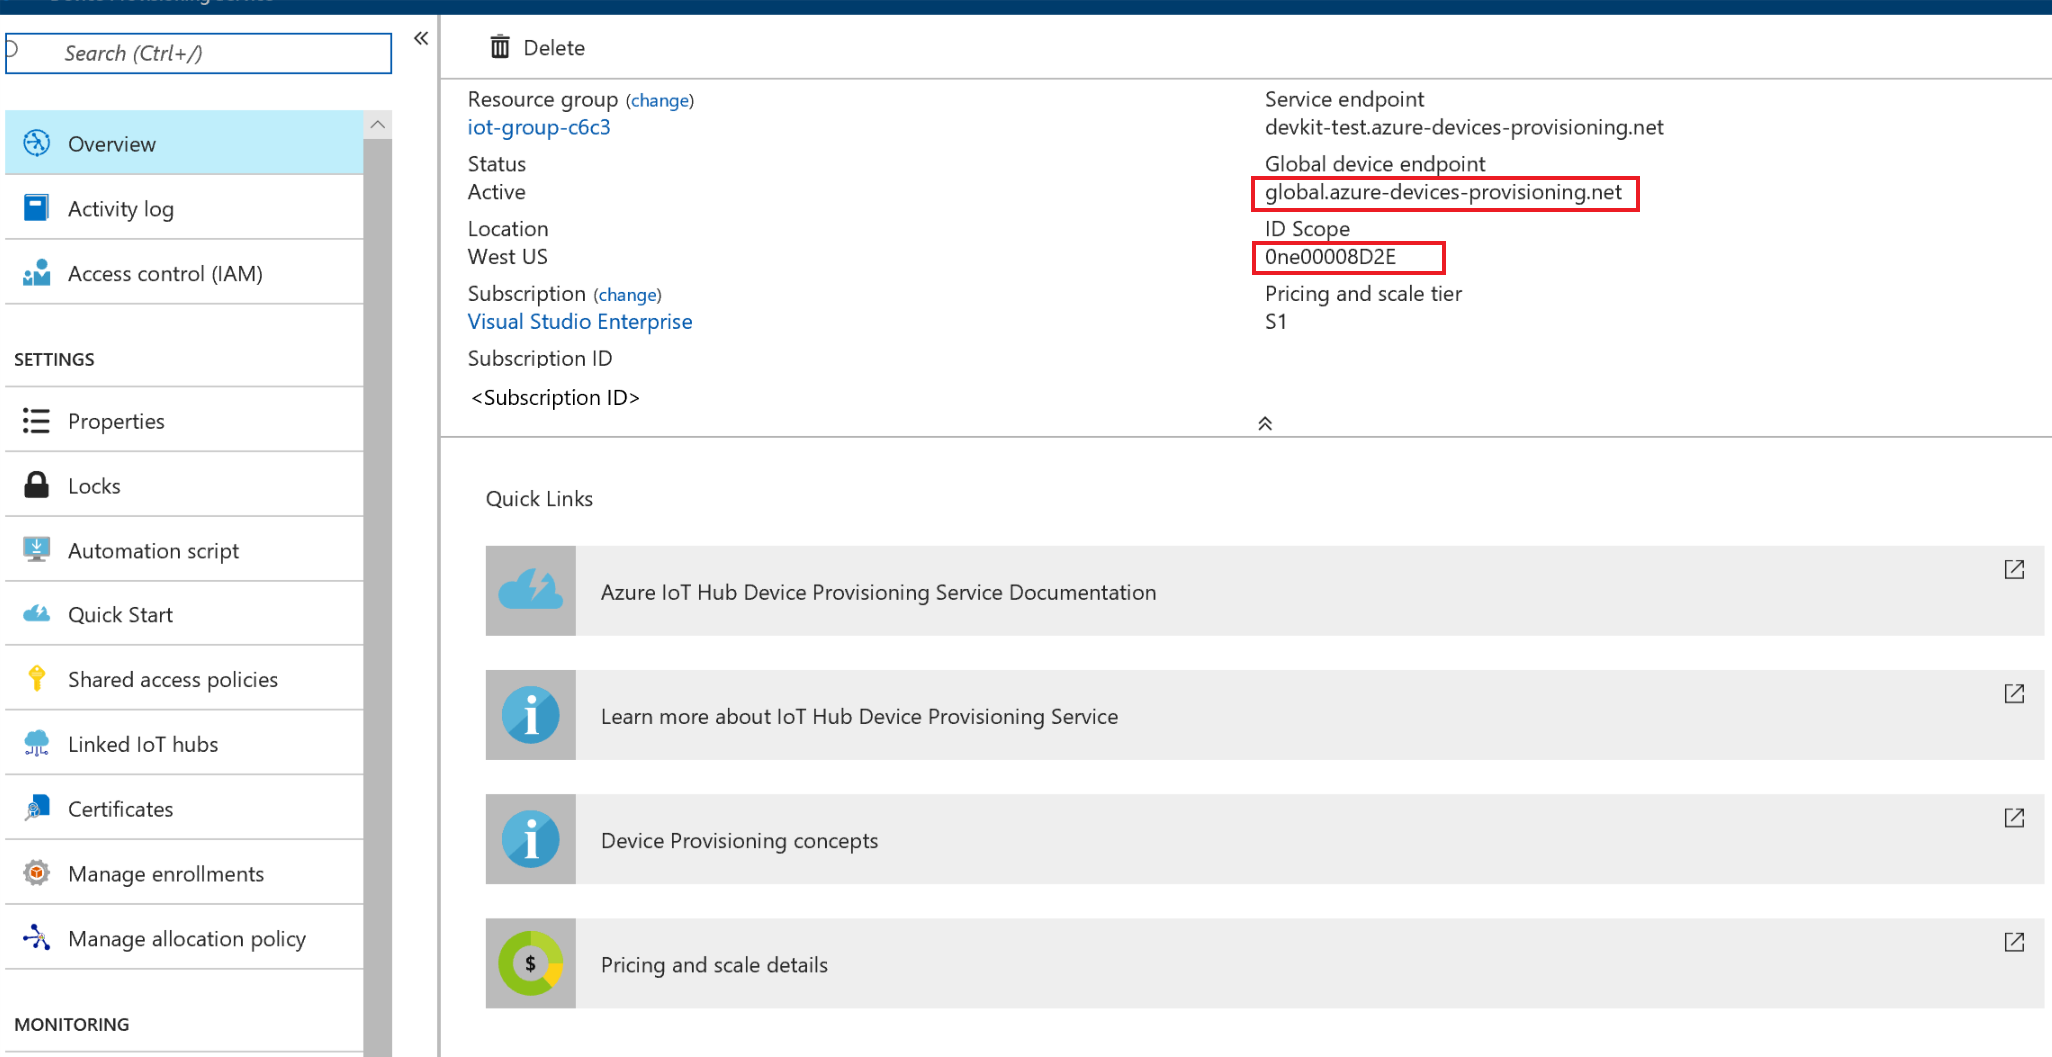 Device Provisioning Service
Search (Ctrl+/)
Overview
Activity log
Access control (IAM)
SETTINGS
Properties
Locks
Automation script
Quick Start
Shared access policies
Linked IoT hubs
Certificates
Manage enrollments
Manage allocation policy
MONITORING
Delete
Resource group (change)
iot-group-c6c3
Status
Active
Location
West US
Subscription (change)
Visual Studio Enterprise
Subscription ID
<Subscription ID>
Service endpoint
devkit-test.azure-devices-provisioning.net
Global device endpoint
global.azure-devices-provisioning.net
ID Scope
0ne00008D2E
Pricing and scale tier
S1
Quick Links
Azure IoT Hub Device Provisioning Service Documentation
Learn more about IoT Hub Device Provisioning Service
Device Provisioning concepts
$
Pricing and scale details